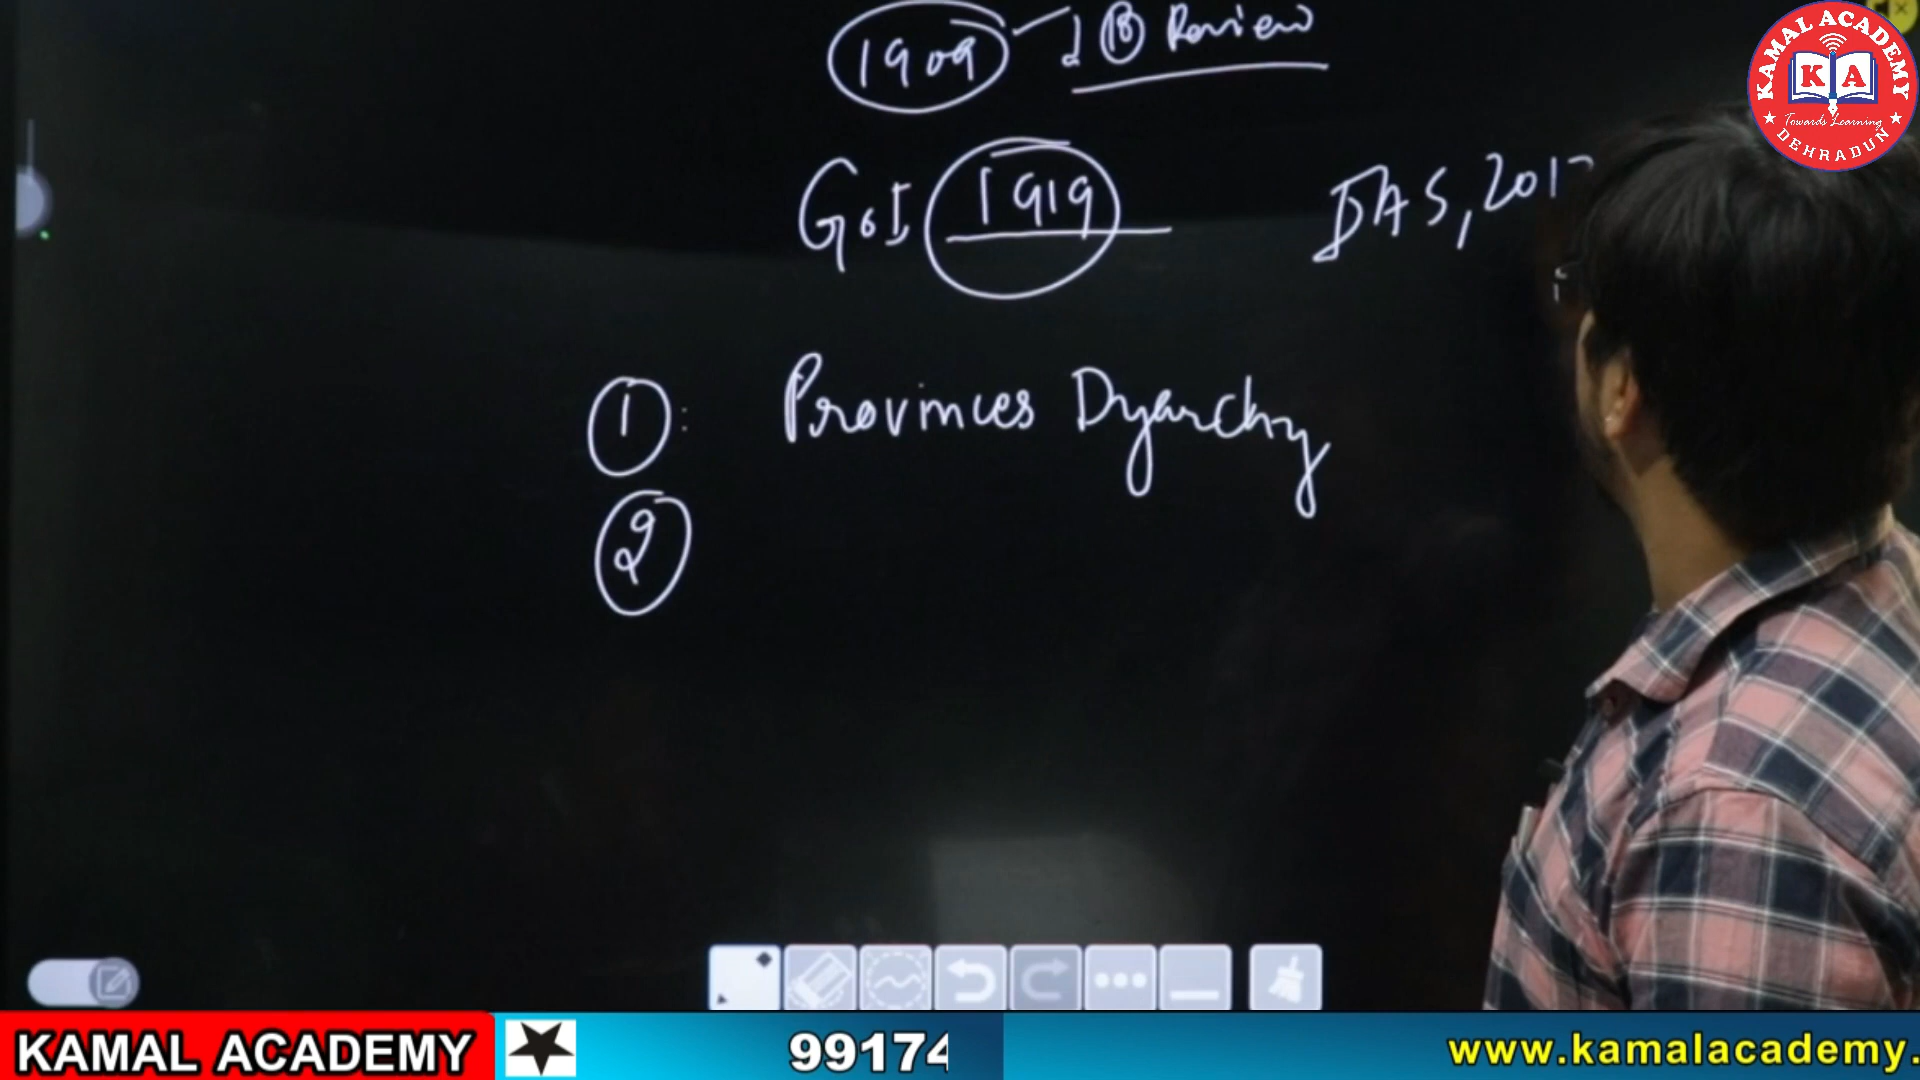 1909 Review
GoI 1919
IAS, 201
1 : Provinces Dyarchy
2
KAMAL ACADEMY
K A
Towards Learning
★ DEHRADUN ★
KAMAL ACADEMY
99174
www.kamalacademy.